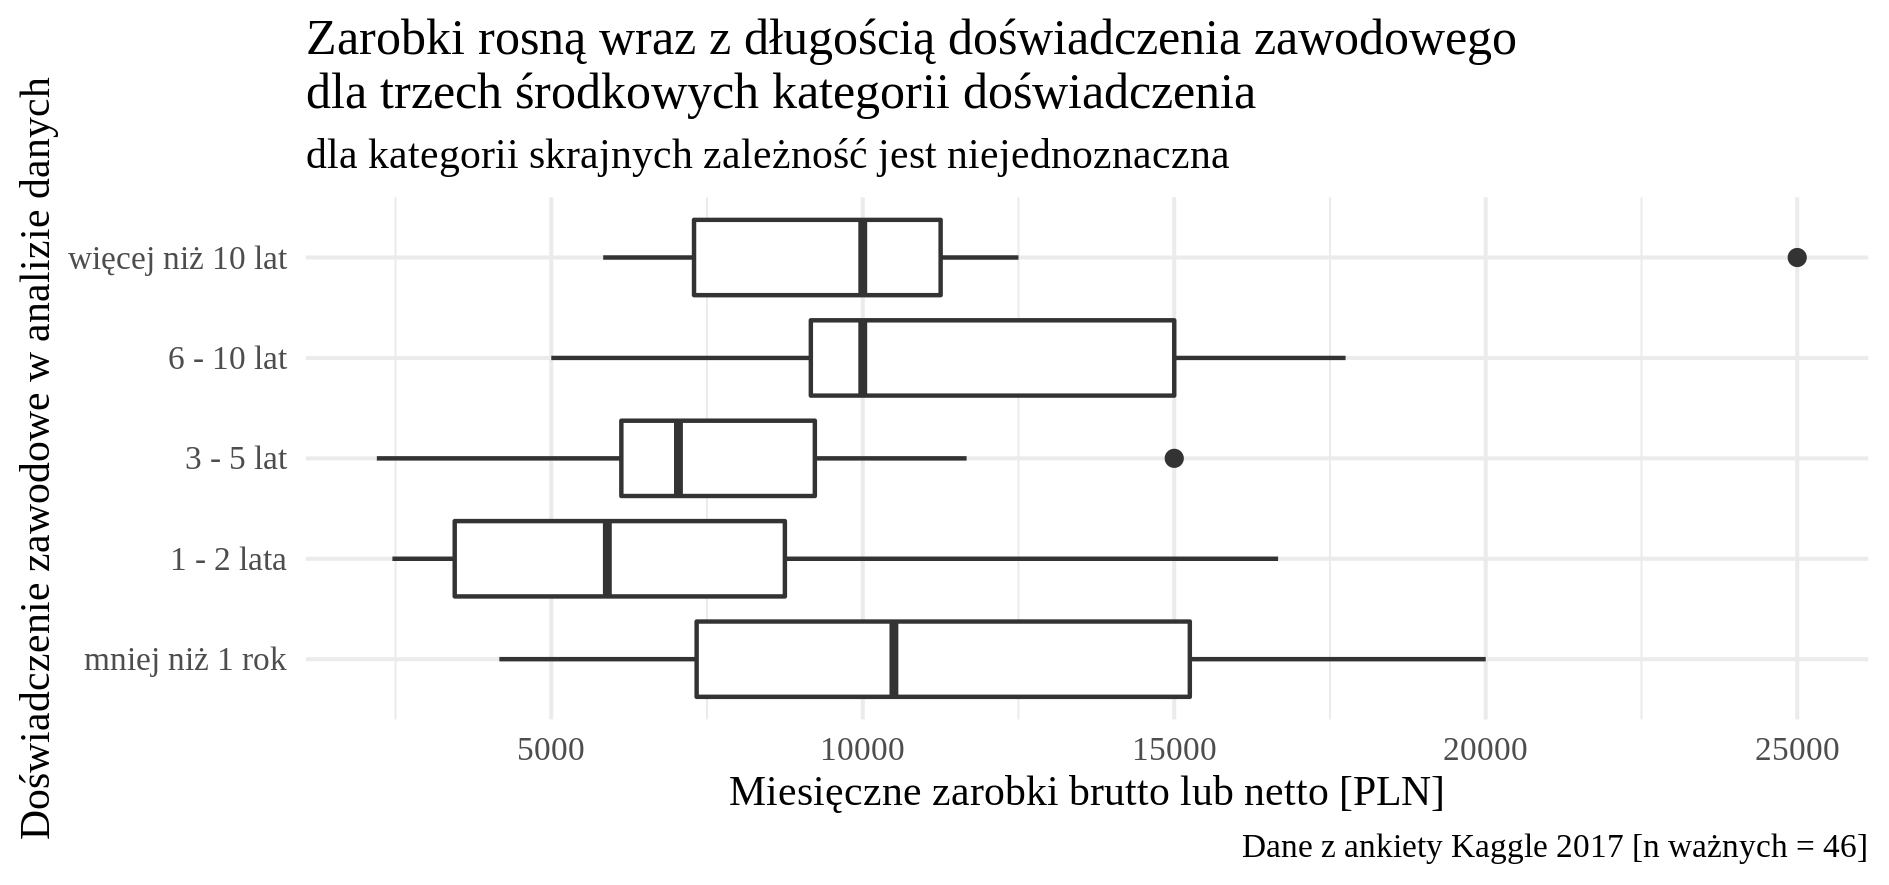 Zarobki rosną wraz z długością doświadczenia zawodowego
dla trzech środkowych kategorii doświadczenia
dla kategorii skrajnych zależność jest niejednoznaczna
Doświadczenie zawodowe w analizie danych
więcej niż 10 lat
6 - 10 lat
3 - 5 lat
1 - 2 lata
mniej niż 1 rok
5000 10000 15000 20000 25000
Miesięczne zarobki brutto lub netto [PLN]
Dane z ankiety Kaggle 2017 [n ważnych = 46]